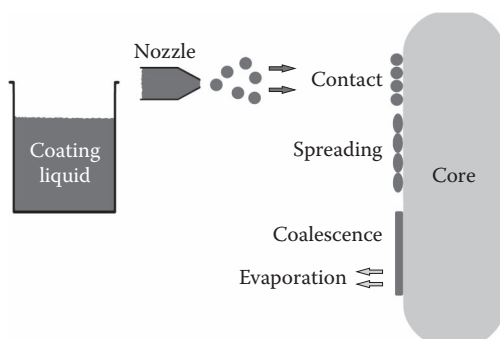 Nozzle
Contact
Coating
liquid
Spreading
Core
Coalescence
Evaporation